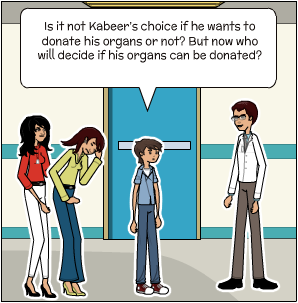 Is it not Kabeer's choice if he wants to
donate his organs or not? But now who
will decide if his organs can be donated?